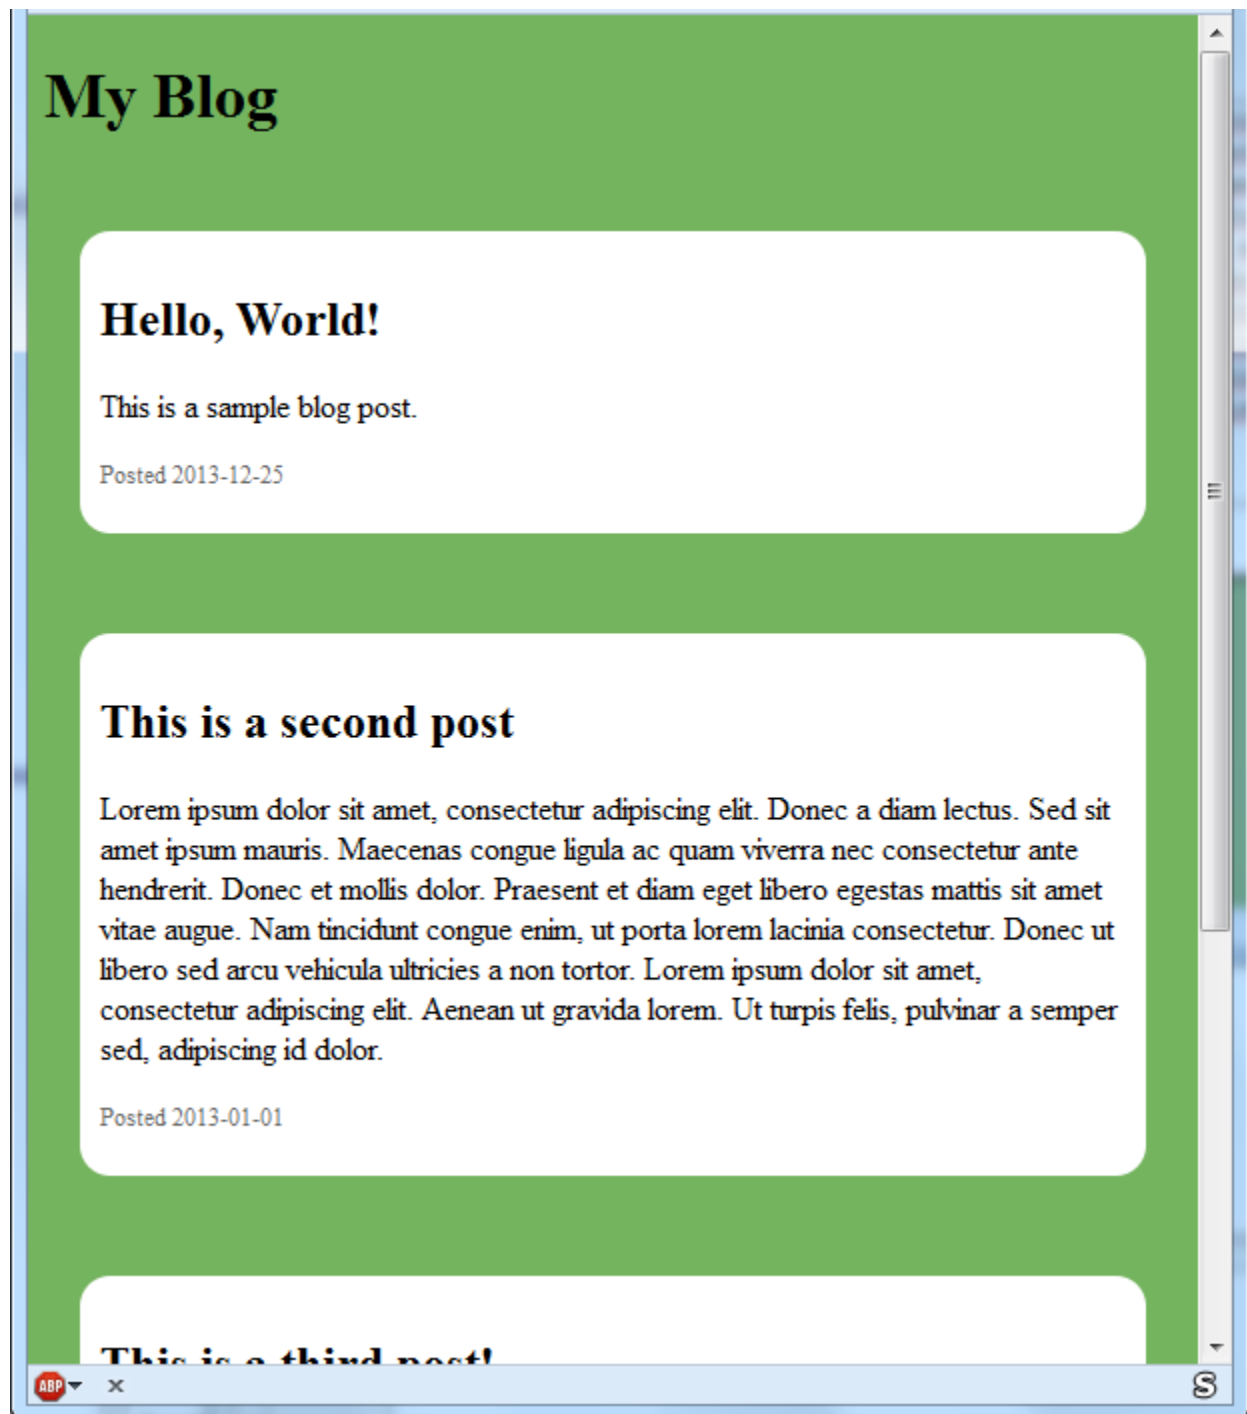 My Blog
Hello, World!
This is a sample blog post.
Posted 2013-12-25
This is a second post
Lorem ipsum dolor sit amet, consectetur adipiscing elit. Donec a diam lectus. Sed sit
amet ipsum mauris. Maecenas congue ligula ac quam viverra nec consectetur ante
hendrerit. Donec et mollis dolor. Praesent et diam eget libero egestas mattis sit amet
vitae augue. Nam tincidunt congue enim, ut porta lorem lacinia consectetur. Donec ut
libero sed arcu vehicula ultricies a non tortor. Lorem ipsum dolor sit amet,
consectetur adipiscing elit. Aenean ut gravida lorem. Ut turpis felis, pulvinar a semper
sed, adipiscing id dolor.
Posted 2013-01-01
This is a third post!
ABP
S